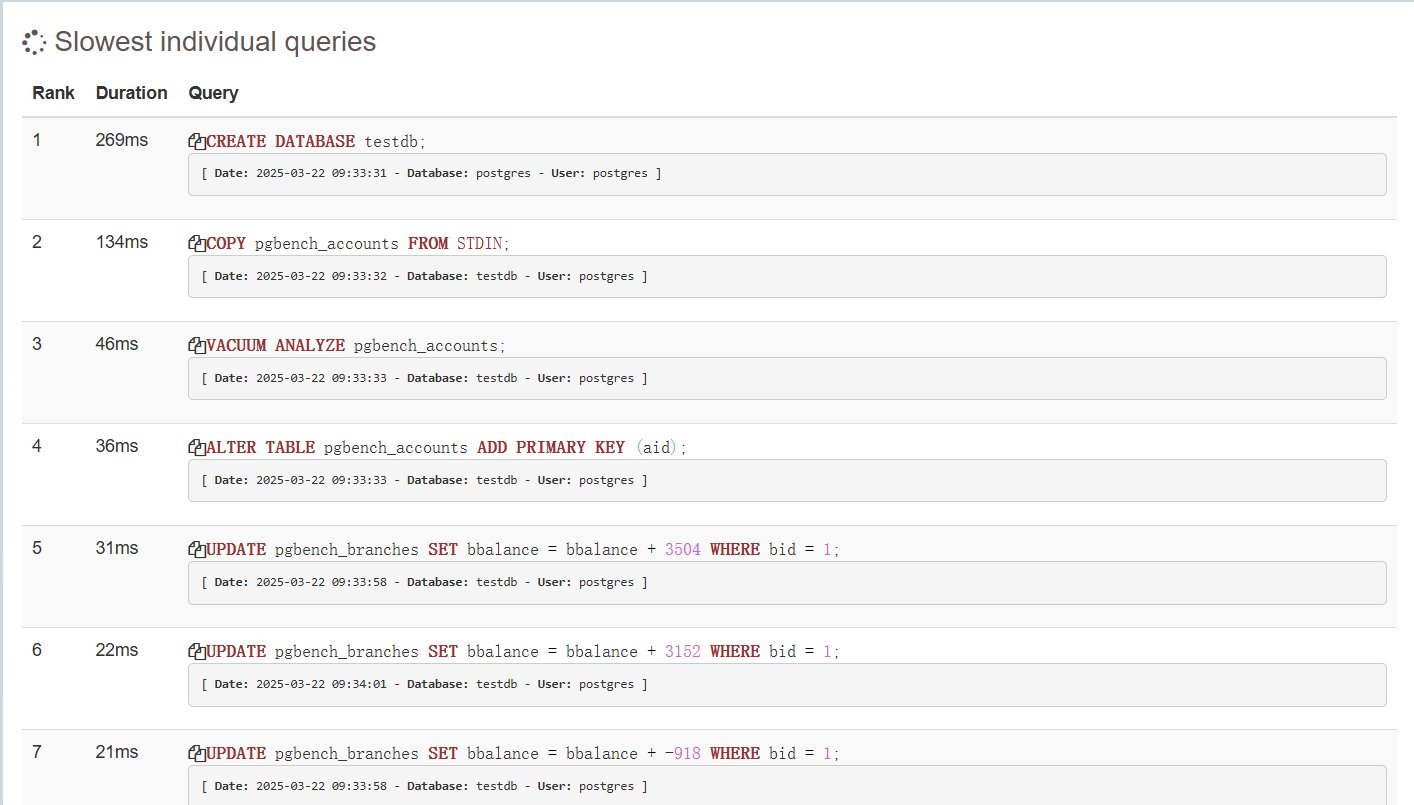 Slowest individual queries
Rank Duration Query
1 269ms CREATE DATABASE testdb;
[ Date: 2025-03-22 09:33:31 - Database: postgres - User: postgres ]
2 134ms COPY pgbench_accounts FROM STDIN;
[ Date: 2025-03-22 09:33:32 - Database: testdb - User: postgres ]
3 46ms VACUUM ANALYZE pgbench_accounts;
[ Date: 2025-03-22 09:33:33 - Database: testdb - User: postgres ]
4 36ms ALTER TABLE pgbench_accounts ADD PRIMARY KEY (aid);
[ Date: 2025-03-22 09:33:33 - Database: testdb - User: postgres ]
5 31ms UPDATE pgbench_branches SET bbalance = bbalance + 3504 WHERE bid = 1;
[ Date: 2025-03-22 09:33:58 - Database: testdb - User: postgres ]
6 22ms UPDATE pgbench_branches SET bbalance = bbalance + 3152 WHERE bid = 1;
[ Date: 2025-03-22 09:34:01 - Database: testdb - User: postgres ]
7 21ms UPDATE pgbench_branches SET bbalance = bbalance + -918 WHERE bid = 1;
[ Date: 2025-03-22 09:33:58 - Database: testdb - User: postgres ]